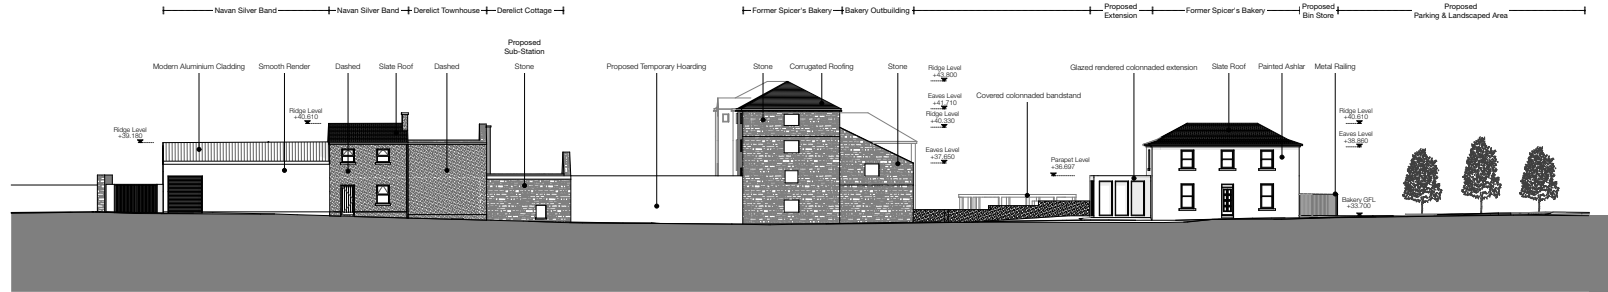 Navan Silver Band
Navan Silver Band
Derelict Townhouse
Derelict Cottage
Former Spicer's Bakery
Bakery Outbuilding
Proposed
Extension
Former Spicer's Bakery
Proposed
Bin Store
Proposed
Parking & Landscaped Area
Proposed
Sub-Station
Modern Aluminium Cladding
Smooth Render
Dashed
Slate Roof
Dashed
Stone
Proposed Temporary Hoarding
Stone
Corrugated Roofing
Stone
Ridge Level
+43.800
Eaves Level
+41.710
Ridge Level
+40.330
Eaves Level
+37.650
Covered colonnaded bandstand
Glazed rendered colonnaded extension
Slate Roof
Painted Ashlar
Metal Railing
Ridge Level
+39.180
Ridge Level
+40.610
Parapet Level
+36.697
Ridge Level
+40.610
Eaves Level
+38.860
Bakery GFL
+33.700